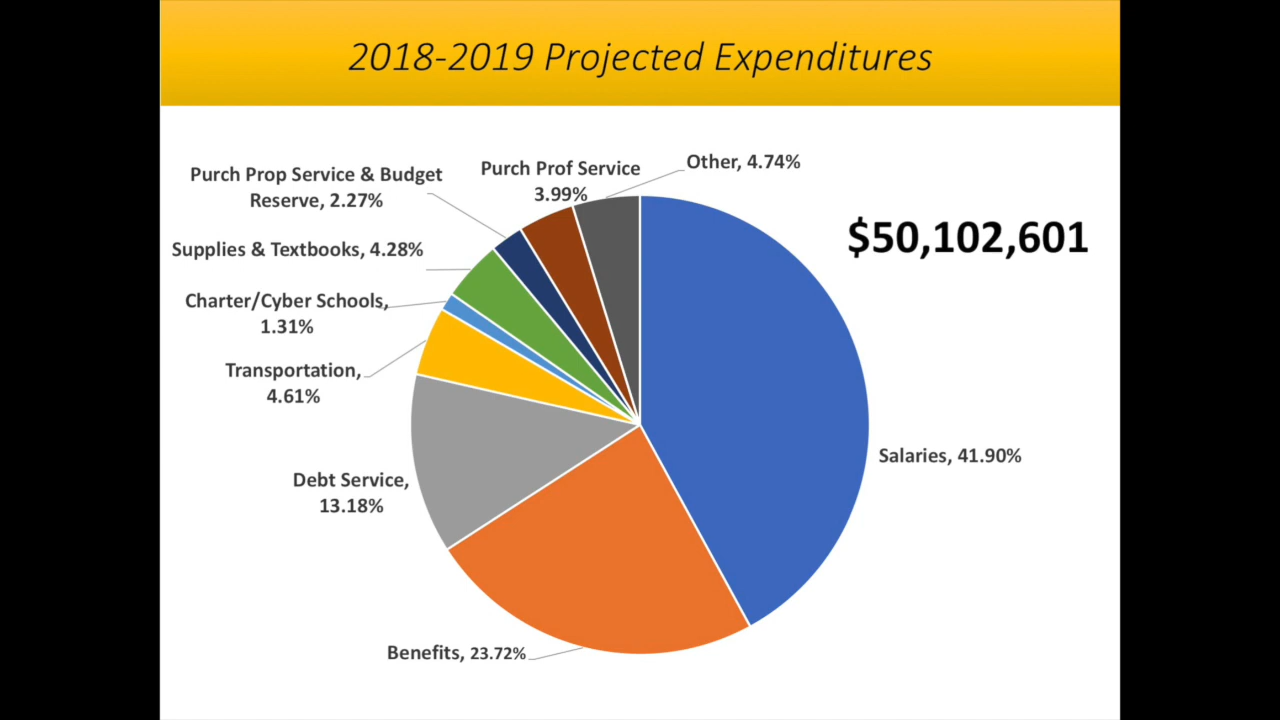 2018-2019 Projected Expenditures
Purch Prop Service & Budget
Reserve, 2.27%
Purch Prof Service
3.99%
Other, 4.74%
$50,102,601
Supplies & Textbooks, 4.28%
Charter/Cyber Schools,
1.31%
Transportation,
4.61%
Salaries, 41.90%
Debt Service,
13.18%
Benefits, 23.72%